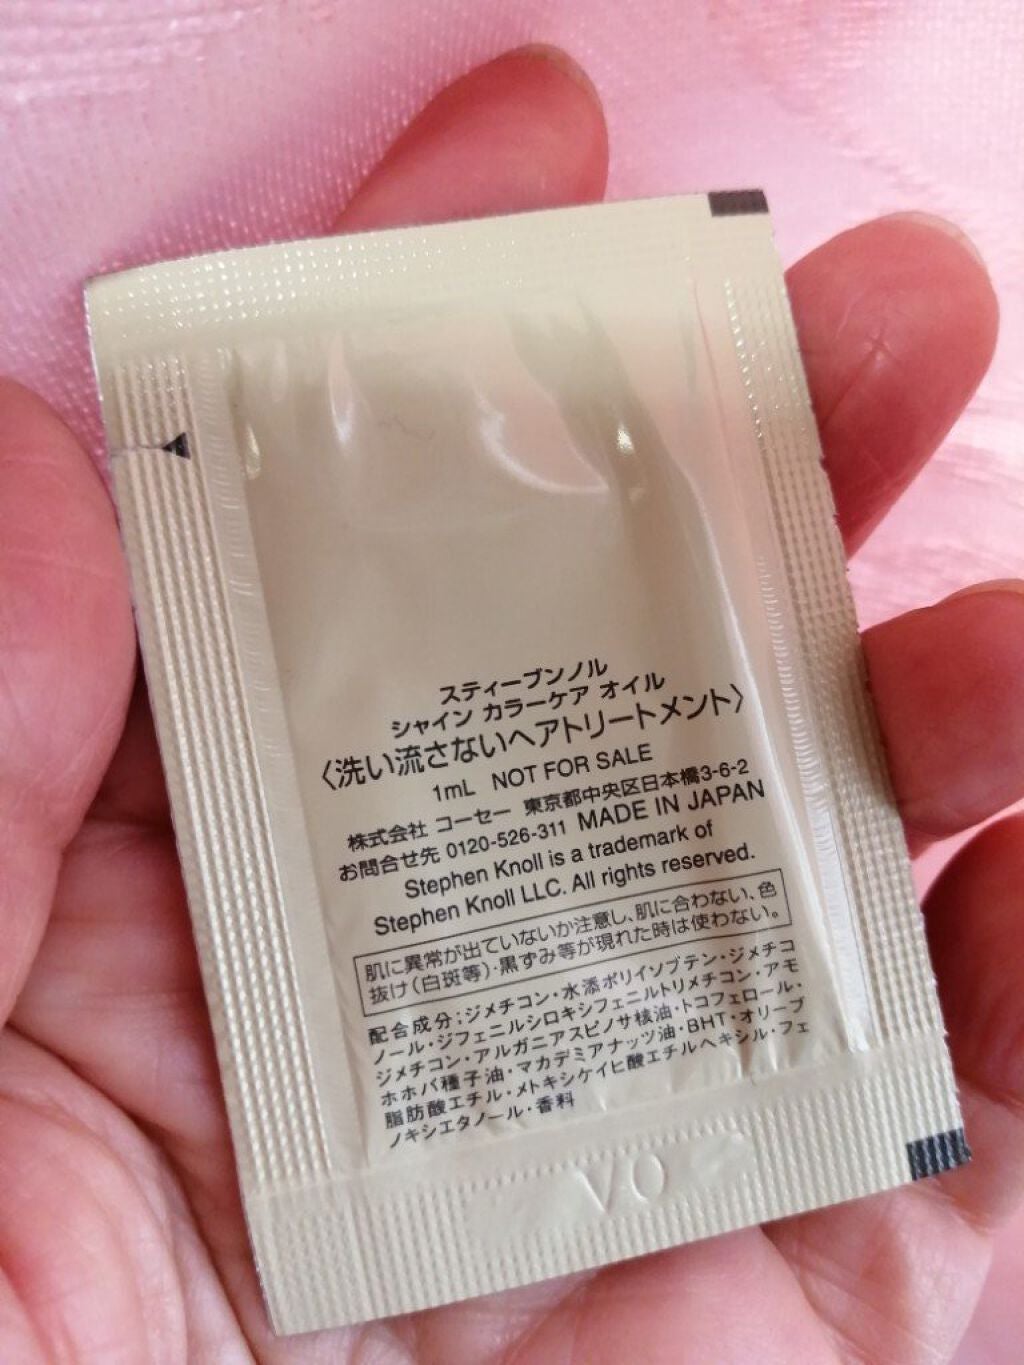 スティーブンノル
シャイン カラーケア オイル
〈洗い流さないヘアトリートメント〉
1mL NOT FOR SALE
株式会社 コーセー 東京都中央区日本橋3-6-2
お問合せ先 0120-526-311 MADE IN JAPAN
Stephen Knoll is a trademark of
Stephen Knoll LLC. All rights reserved.
肌に異常が出ていないか注意し、肌に合わない、色
抜け(白斑等)・黒ずみ等が現れた時は使わない。
配合成分;ジメチコン・水添ポリイソブテン・ジメチコ
ノール・ジフェニルシロキシフェニルトリメチコン・アモ
ジメチコン・アルガニアスピノサ核油・トコフェロール・
ホホバ種子油・マカデミアナッツ油・BHT・オリーブ
脂肪酸エチル・メトキシケイヒ酸エチルヘキシル・フェ
ノキシエタノール・香料
VO